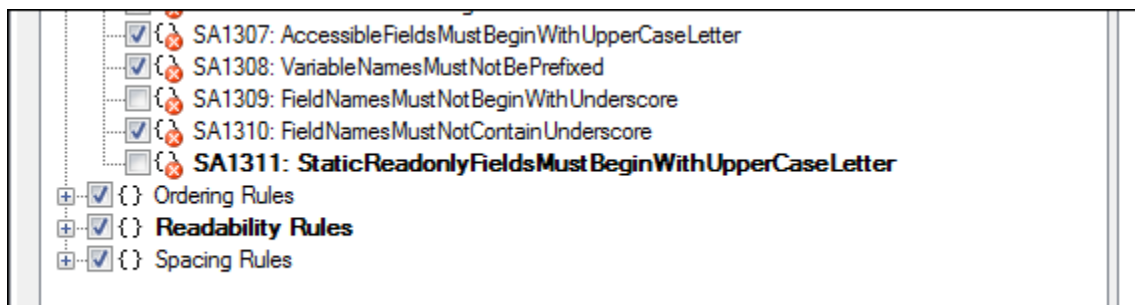 SA1307: AccessibleFieldsMustBeginWithUpperCaseLetter
SA1308: VariableNamesMustNotBePrefixed
SA1309: FieldNamesMustNotBeginWithUnderscore
SA1310: FieldNamesMustNotContainUnderscore
SA1311: StaticReadonlyFieldsMustBeginWithUpperCaseLetter
{} Ordering Rules
{} Readability Rules
{} Spacing Rules